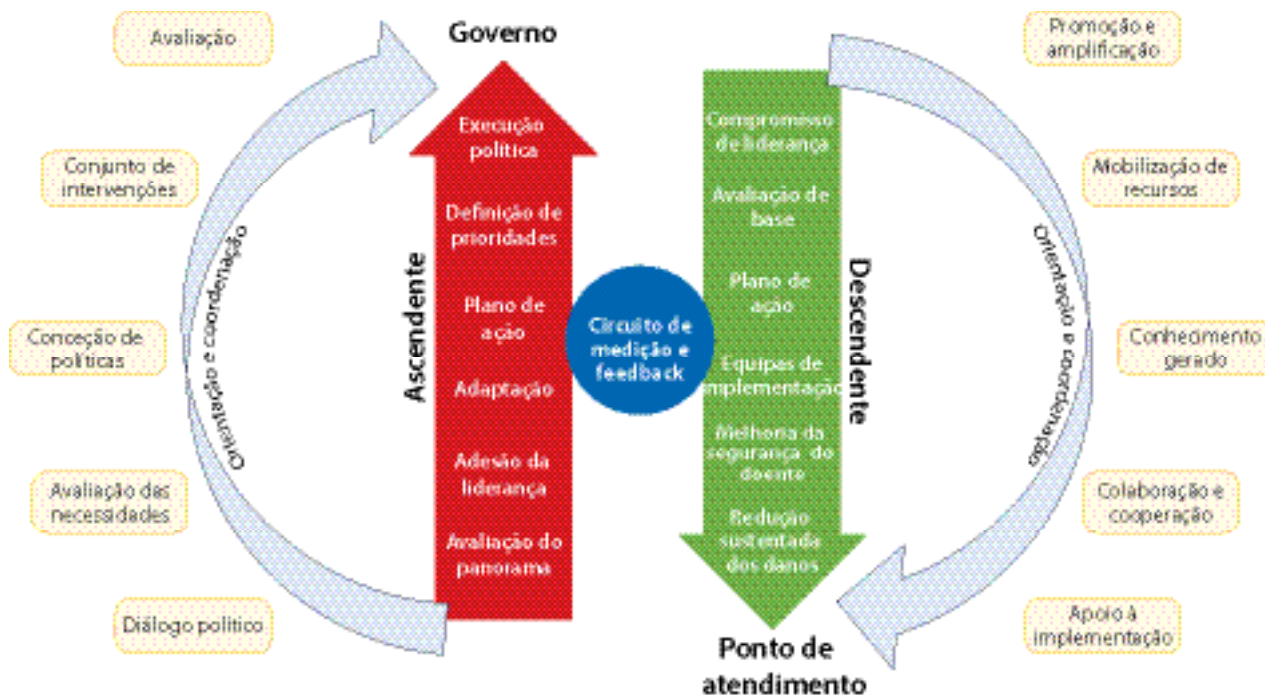 Avaliação
Conjunto de
intervenções
Conceção de
políticas
Avaliação das
necessidades
Diálogo político
Orientação e coordenação
Governo
Ascendente
Execução
política
Definição de
prioridades
Plano de
ação
Adaptação
Adesão da
liderança
Avaliação do
panorama
Circuito de
medição e
feedback
Compromisso
de liderança
Avaliação de
base
Plano de
ação
Equipas de
implementação
Melhoria da
segurança do
doente
Redução
sustentada
dos danos
Descendente
Ponto de
atendimento
Orientação e coordenação
Promoção e
amplificação
Mobilização de
recursos
Conhecimento
gerado
Colaboração e
cooperação
Apoio à
implementação